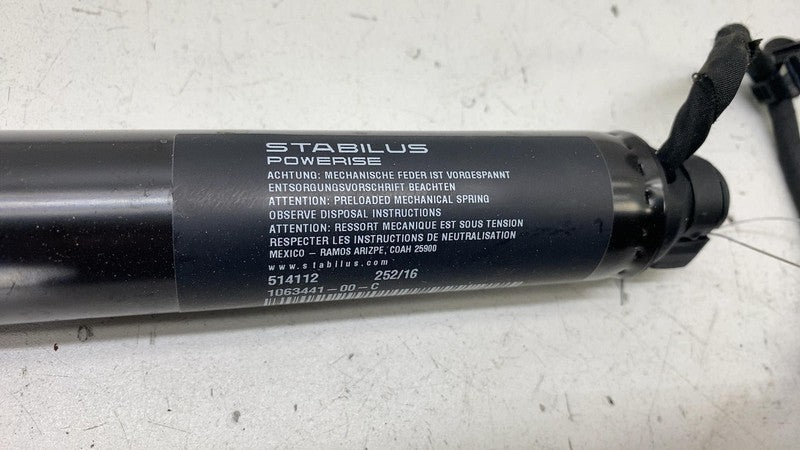 STABILUS
POWERISE
ACHTUNG: MECHANISCHE FEDER IST VORGESPANNT
ENTSORGUNGSVORSCHRIFT BEACHTEN
ATTENTION: PRELOADED MECHANICAL SPRING
OBSERVE DISPOSAL INSTRUCTIONS
ATTENTION: RESSORT MECANIQUE EST SOUS TENSION
RESPECTER LES INSTRUCTIONS DE NEUTRALISATION
MEXICO – RAMOS ARIZPE, COAH 25900
www.stabilus.com
514112 252/16
1063441-00-C